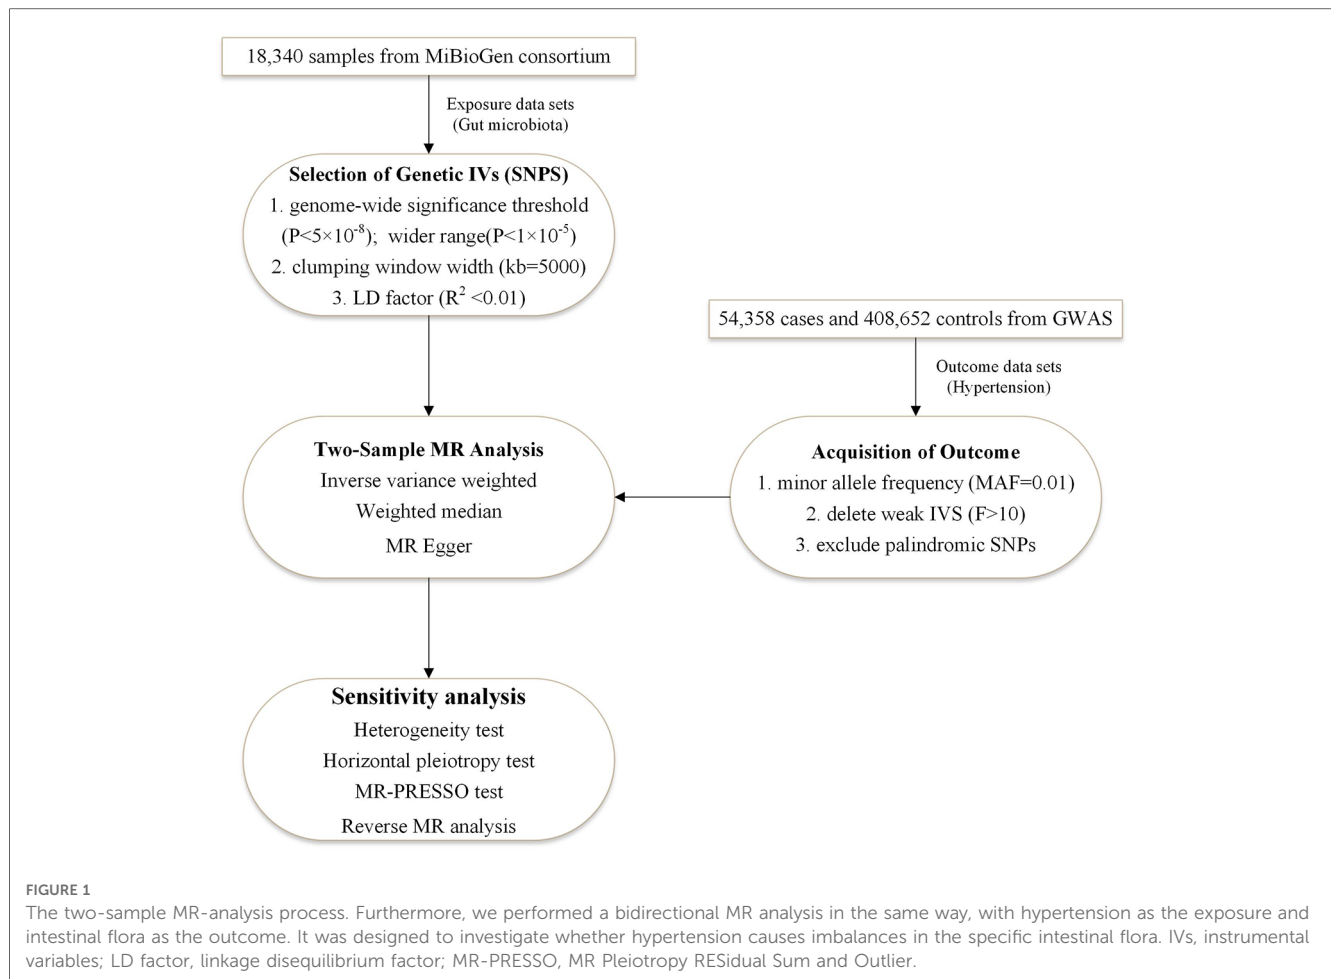 18,340 samples from MiBioGen consortium
Exposure data sets
(Gut microbiota)
Selection of Genetic IVs (SNPS)
1. genome-wide significance threshold
(P<5×10⁻⁸); wider range(P<1×10⁻⁵)
2. clumping window width (kb=5000)
3. LD factor (R² <0.01)
54,358 cases and 408,652 controls from GWAS
Outcome data sets
(Hypertension)
Two-Sample MR Analysis
Inverse variance weighted
Weighted median
MR Egger
Acquisition of Outcome
1. minor allele frequency (MAF=0.01)
2. delete weak IVS (F>10)
3. exclude palindromic SNPs
Sensitivity analysis
Heterogeneity test
Horizontal pleiotropy test
MR-PRESSO test
Reverse MR analysis
FIGURE 1
The two-sample MR-analysis process. Furthermore, we performed a bidirectional MR analysis in the same way, with hypertension as the exposure and
intestinal flora as the outcome. It was designed to investigate whether hypertension causes imbalances in the specific intestinal flora. IVs, instrumental
variables; LD factor, linkage disequilibrium factor; MR-PRESSO, MR Pleiotropy RESidual Sum and Outlier.